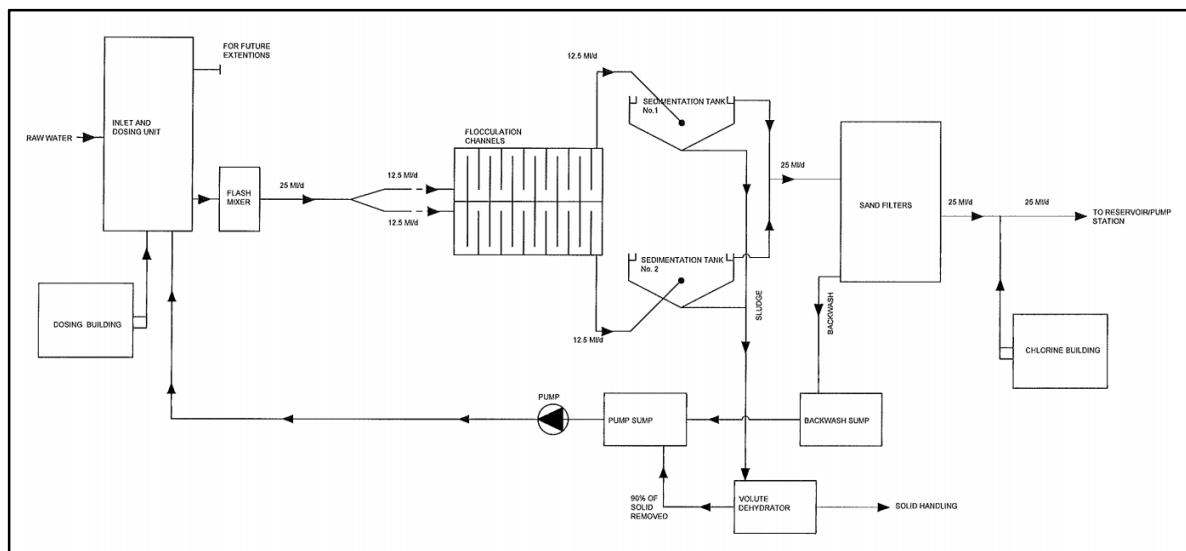 FOR FUTURE
EXTENTIONS
INLET AND
DOSING UNIT
RAW WATER
FLASH
MIXER
25 Ml/d
12.5 Ml/d
12.5 Ml/d
FLOCCULATION
CHANNELS
12.5 Ml/d
SEDIMENTATION TANK
No.1
25 Ml/d
SAND FILTERS
25 Ml/d
25 Ml/d
TO RESERVOIR/PUMP
STATION
SEDIMENTATION TANK
No. 2
12.5 Ml/d
SLUDGE
BACKWASH
DOSING BUILDING
CHLORINE BUILDING
PUMP
PUMP SUMP
BACKWASH SUMP
90% OF
SOLID
REMOVED
VOLUTE
DEHYDRATOR
SOLID HANDLING